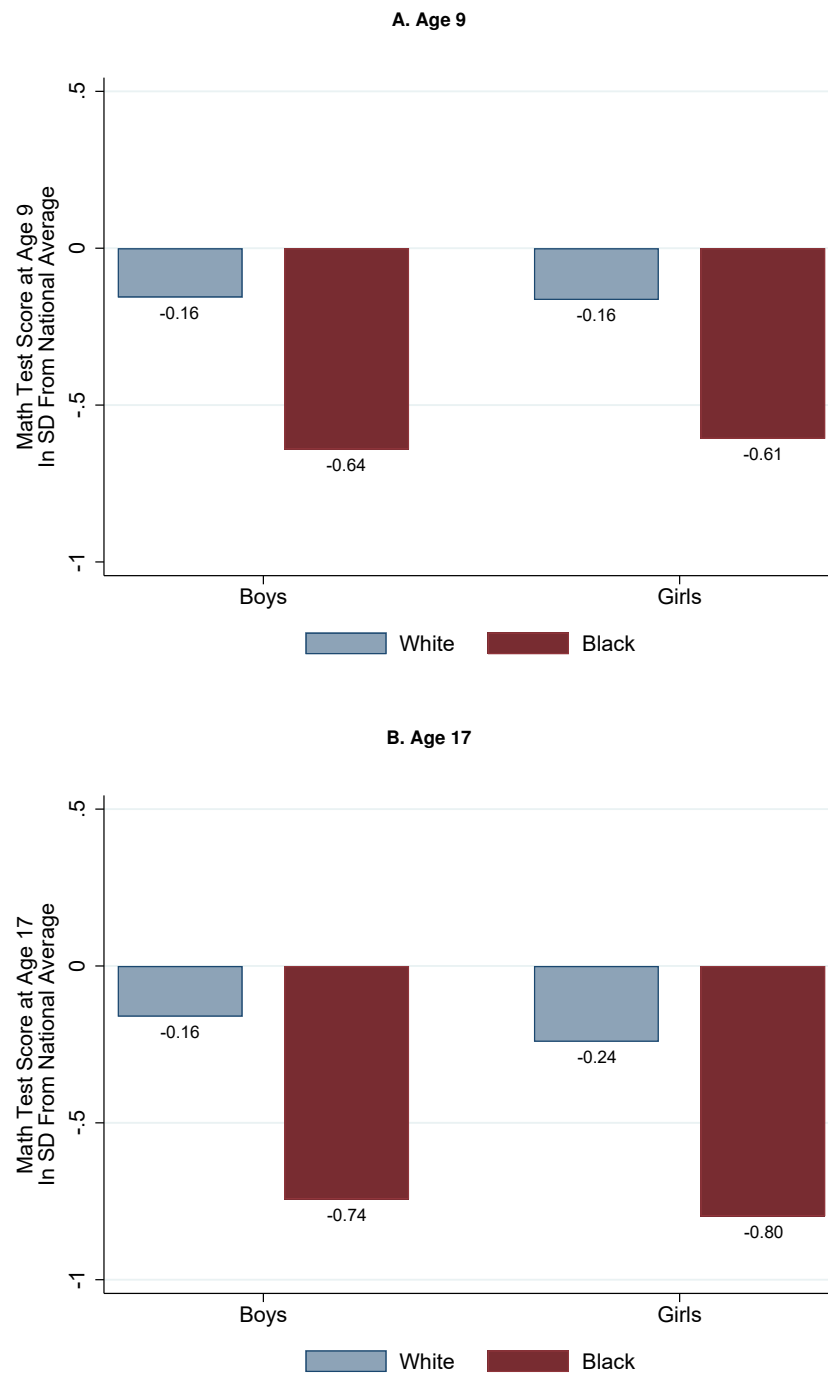 A. Age 9
Math Test Score at Age 9
In SD From National Average
.5
0
-.5
-1
-0.16
-0.64
-0.16
-0.61
Boys
Girls
White
Black
B. Age 17
Math Test Score at Age 17
In SD From National Average
.5
0
-.5
-1
-0.16
-0.74
-0.24
-0.80
Boys
Girls
White
Black